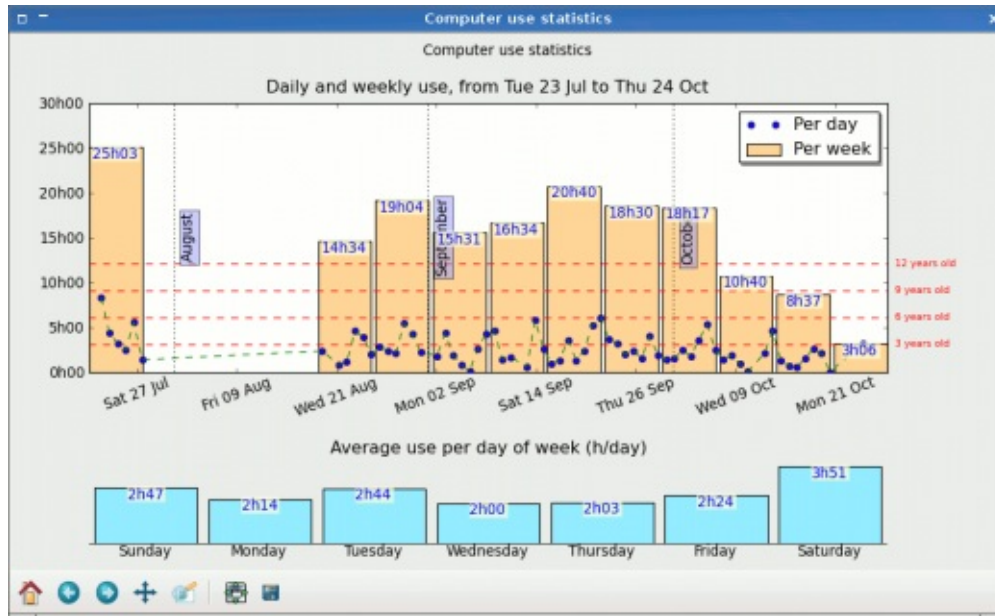 Computer use statistics
Computer use statistics
Daily and weekly use, from Tue 23 Jul to Thu 24 Oct
30h00
25h00
20h00
15h00
10h00
5h00
0h00
Per day
Per week
25h03
14h34
19h04
15h31
16h34
20h40
18h30
18h17
10h40
8h37
3h06
August
September
October
12 years old
9 years old
6 years old
3 years old
Sat 27 Jul
Fri 09 Aug
Wed 21 Aug
Mon 02 Sep
Sat 14 Sep
Thu 26 Sep
Wed 09 Oct
Mon 21 Oct
Average use per day of week (h/day)
2h47
2h14
2h44
2h00
2h03
2h24
3h51
Sunday
Monday
Tuesday
Wednesday
Thursday
Friday
Saturday